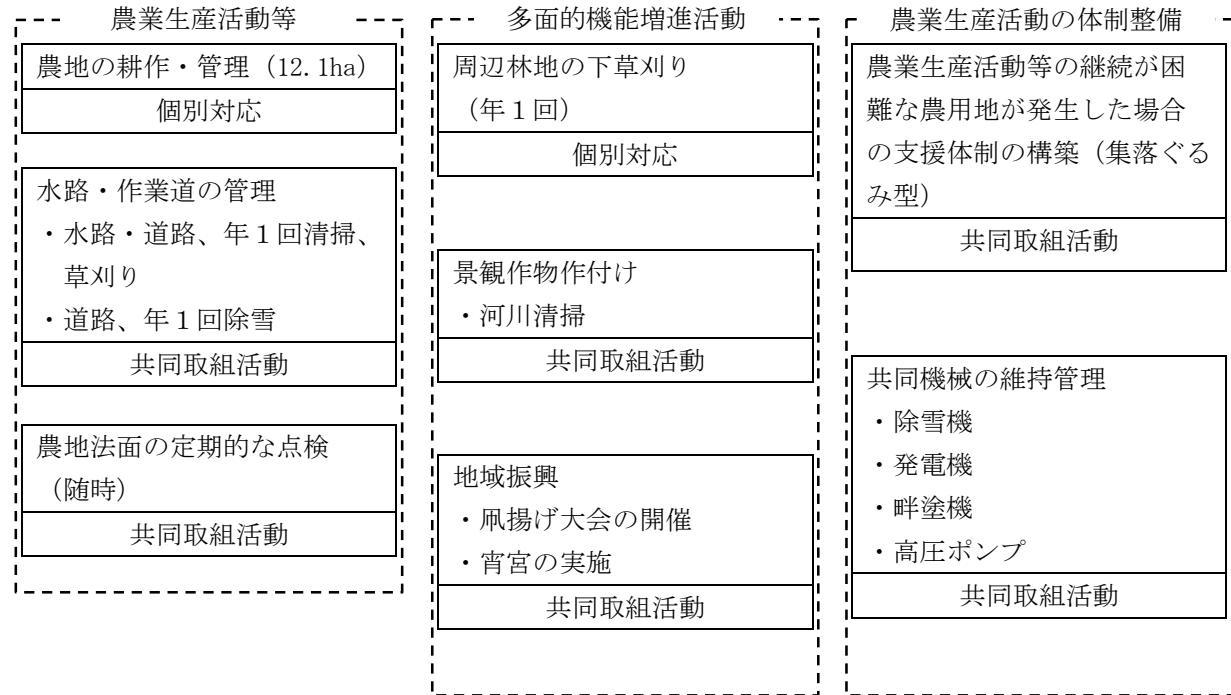 農業生産活動等
農地の耕作・管理（12.1ha）
個別対応
水路・作業道の管理
・水路・道路、年１回清掃、
草刈り
・道路、年１回除雪
共同取組活動
農地法面の定期的な点検
（随時）
共同取組活動
多面的機能増進活動
周辺林地の下草刈り
（年１回）
個別対応
景観作物作付け
・河川清掃
共同取組活動
地域振興
・凧揚げ大会の開催
・宵宮の実施
共同取組活動
農業生産活動の体制整備
農業生産活動等の継続が困
難な農用地が発生した場合
の支援体制の構築（集落ぐる
み型）
共同取組活動
共同機械の維持管理
・除雪機
・発電機
・畔塗機
・高圧ポンプ
共同取組活動